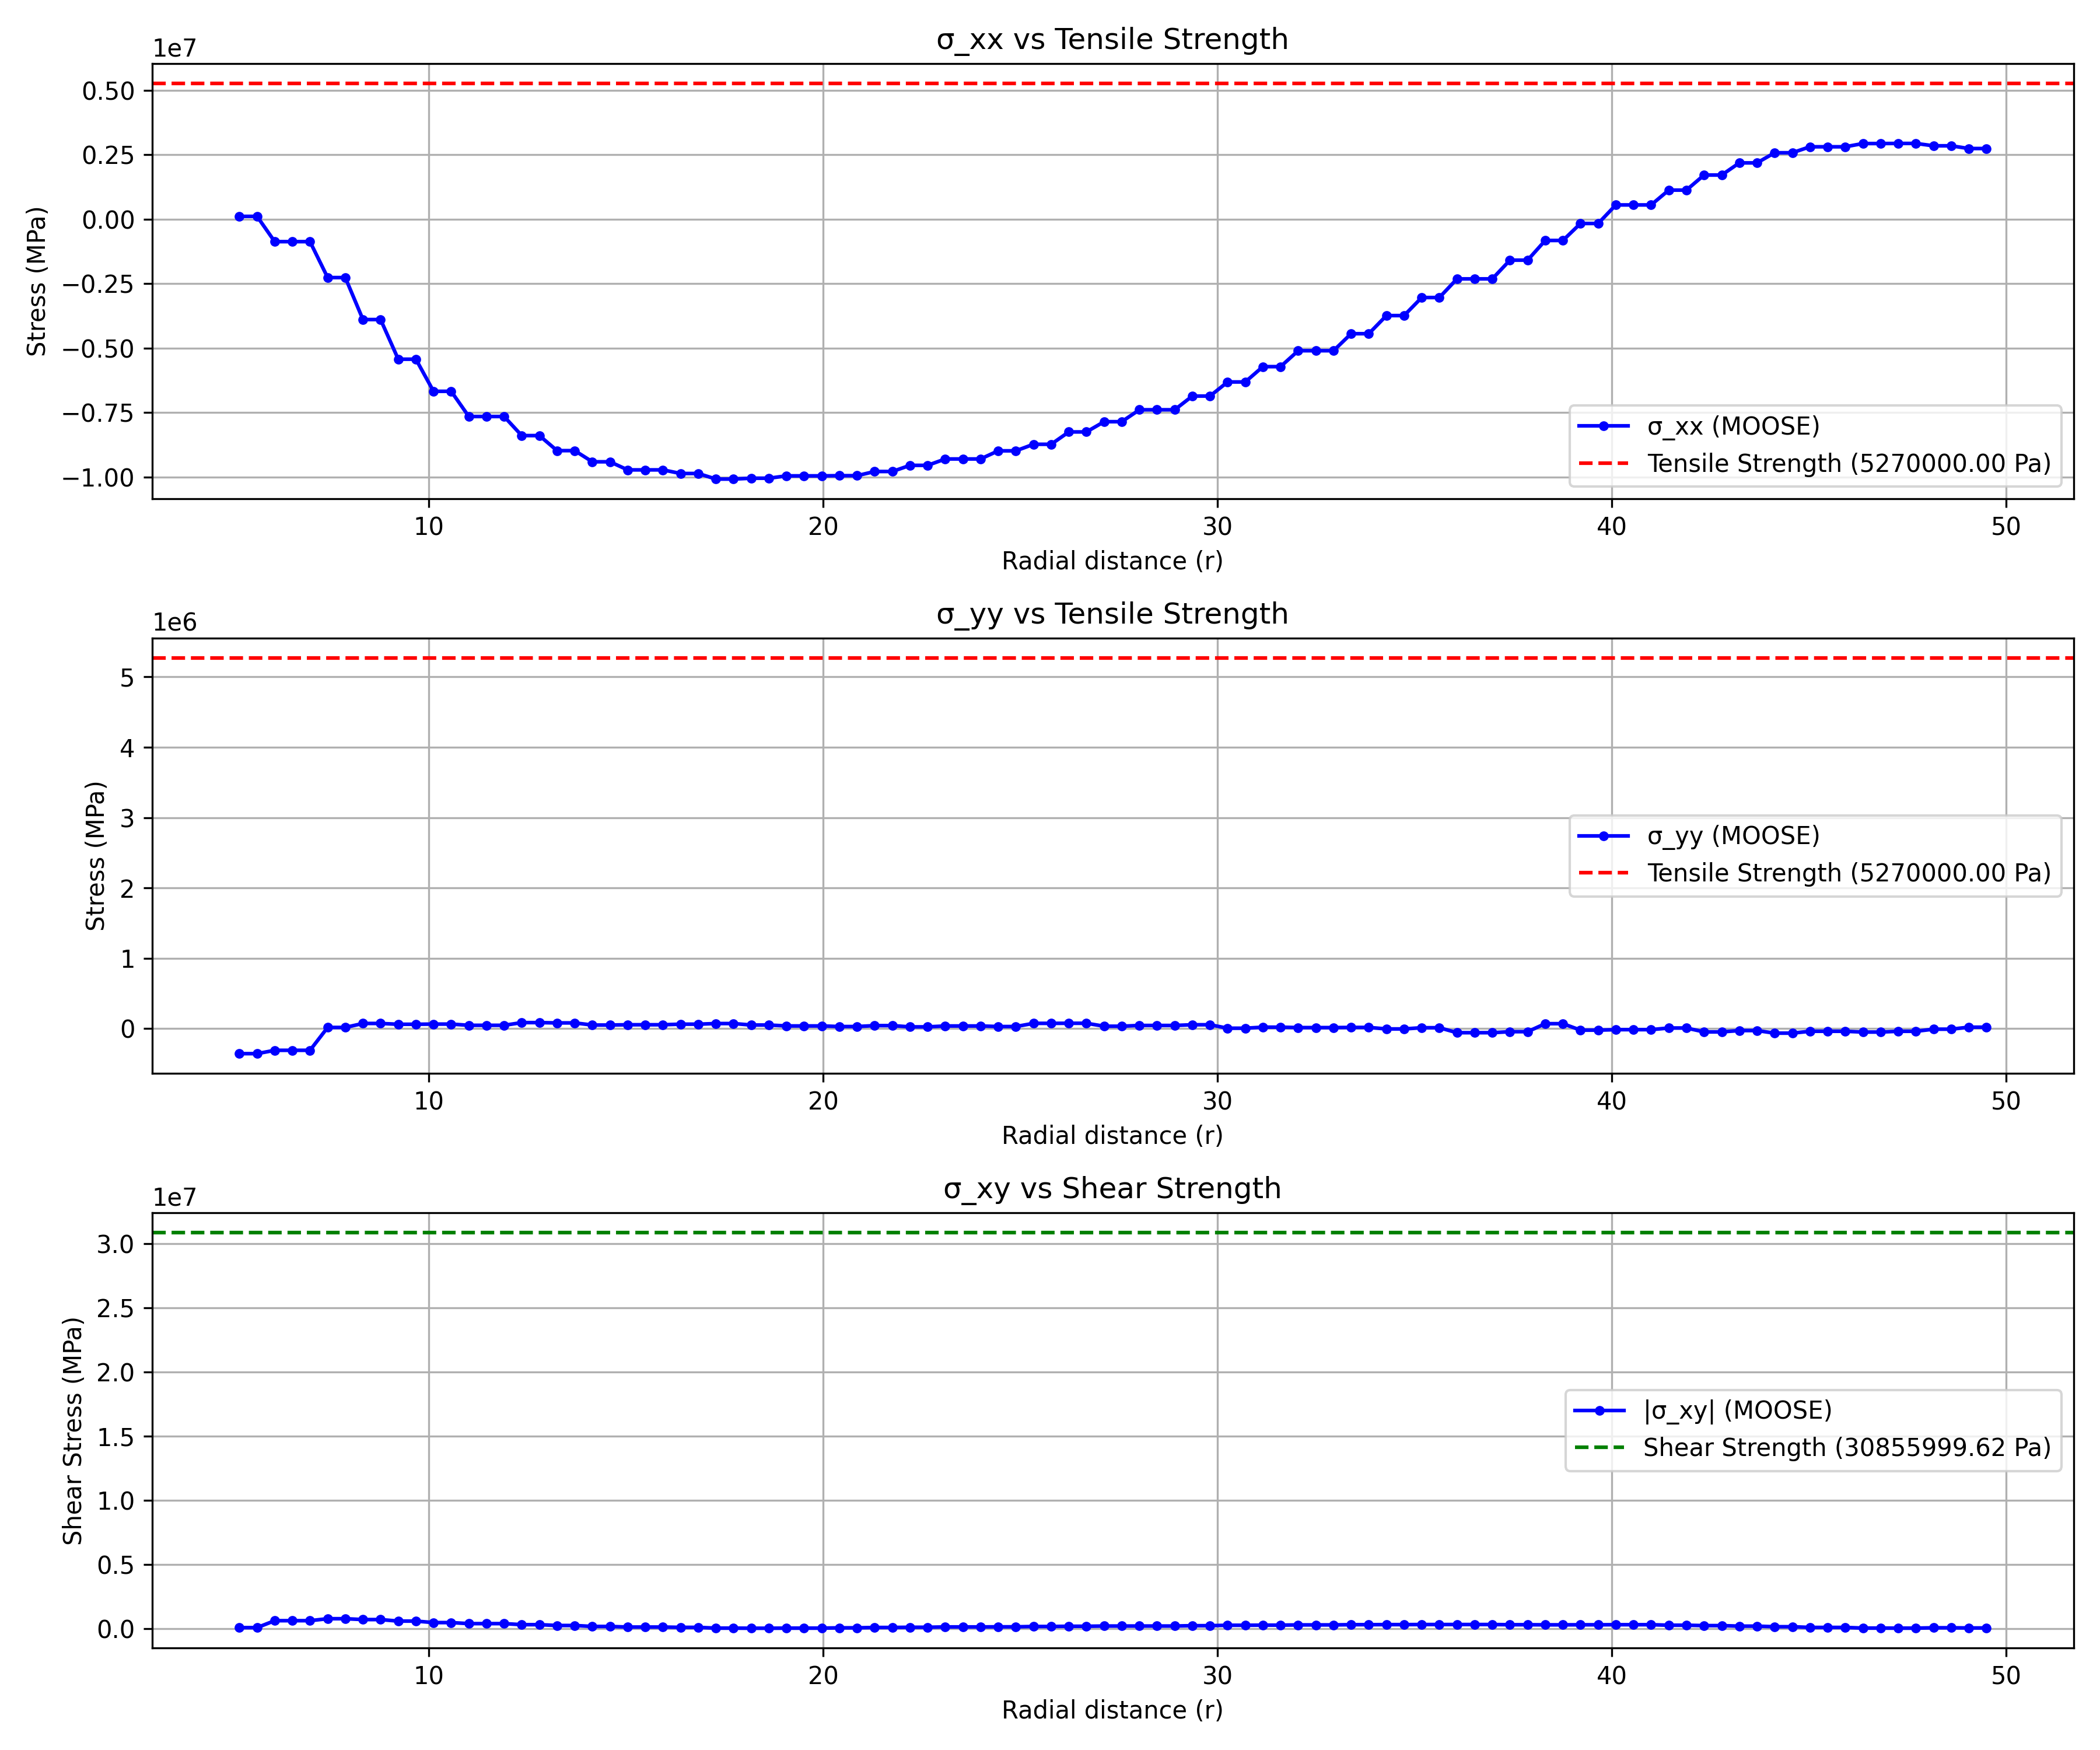 σ_xx vs Tensile Strength
1e7
0.50
0.25
0.00
−0.25
−0.50
−0.75
−1.00
Stress (MPa)
σ_xx (MOOSE)
Tensile Strength (5270000.00 Pa)
10 20 30 40 50
Radial distance (r)
σ_yy vs Tensile Strength
1e6
5
4
3
2
1
0
Stress (MPa)
σ_yy (MOOSE)
Tensile Strength (5270000.00 Pa)
10 20 30 40 50
Radial distance (r)
σ_xy vs Shear Strength
1e7
3.0
2.5
2.0
1.5
1.0
0.5
0.0
Shear Stress (MPa)
|σ_xy| (MOOSE)
Shear Strength (30855999.62 Pa)
10 20 30 40 50
Radial distance (r)